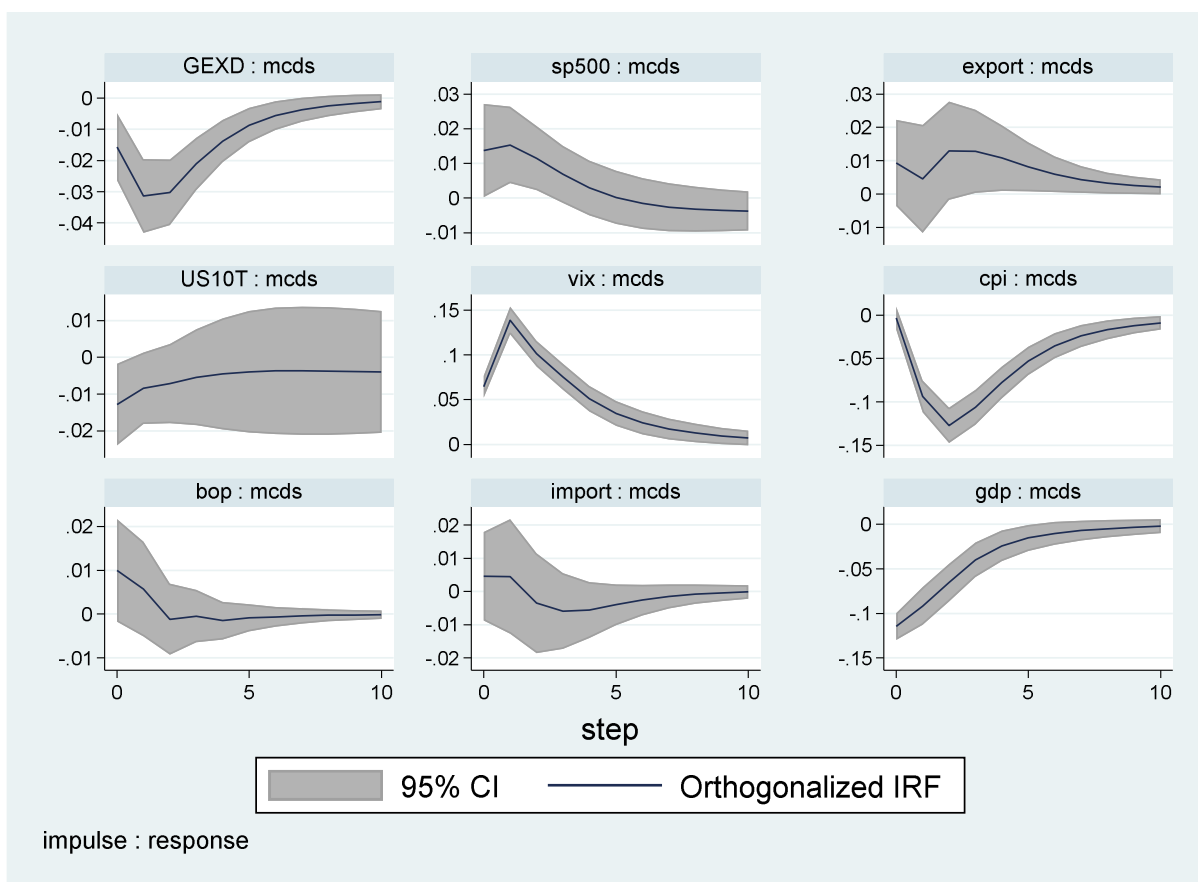 GEXD : mcds
0
-.01
-.02
-.03
-.04
sp500 : mcds
.03
.02
.01
0
-.01
export : mcds
.03
.02
.01
0
-.01
US10T : mcds
.01
0
-.01
-.02
vix : mcds
.15
.1
.05
0
cpi : mcds
0
-.05
-.1
-.15
bop : mcds
.02
.01
0
-.01
0 5 10
import : mcds
.02
.01
0
-.01
-.02
0 5 10
gdp : mcds
0
-.05
-.1
-.15
0 5 10
step
95% CI Orthogonalized IRF
impulse : response